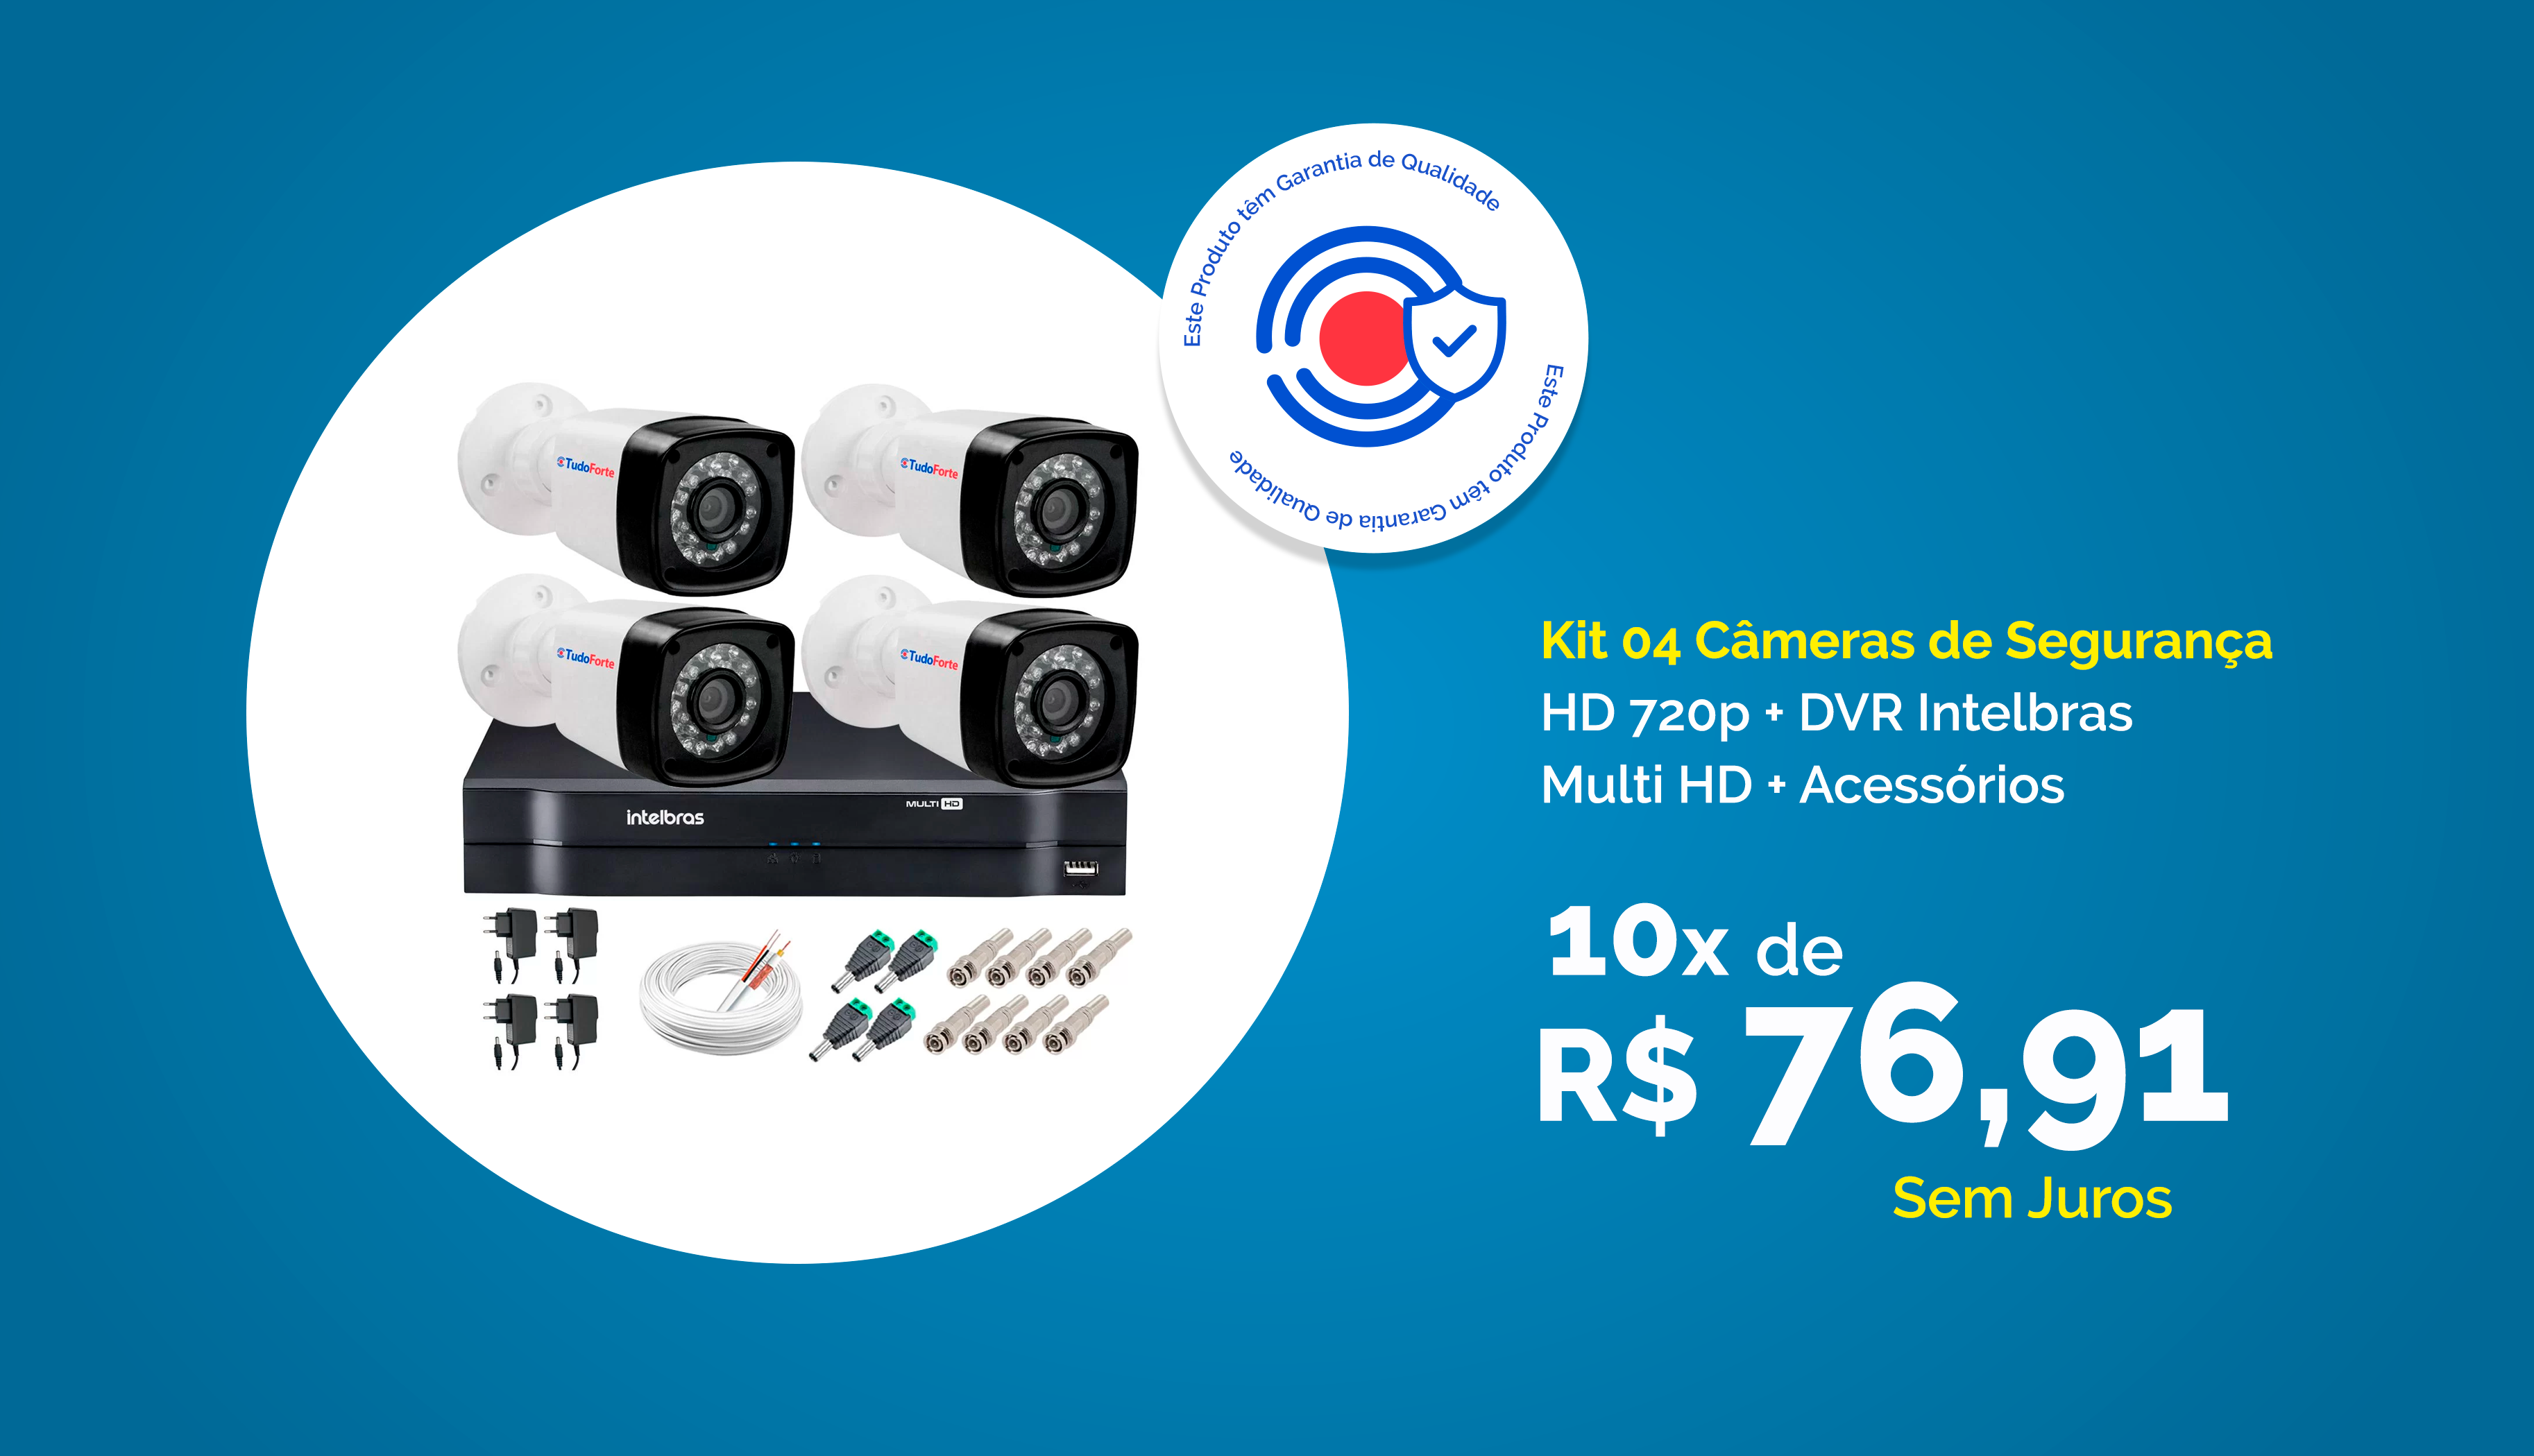 Este Produto têm Garantia de Qualidade
Este Produto têm Garantia de Qualidade
TudoForte
TudoForte
TudoForte
TudoForte
intelbras
MULTI HD
Kit 04 Câmeras de Segurança
HD 720p + DVR Intelbras
Multi HD + Acessórios
10x de
R$ 76,91
Sem Juros